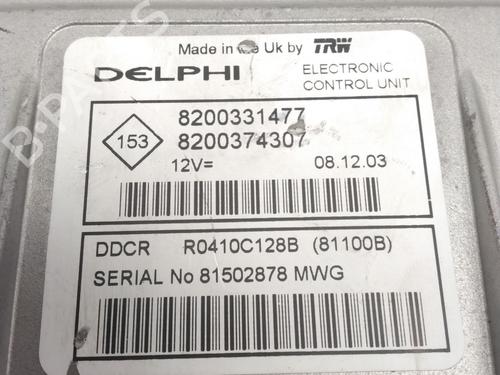 Made in the Uk by TRW
DELPHI
ELECTRONIC
CONTROL UNIT
153
8200331477
8200374307
12V=
08.12.03
DDCR R0410C128B (81100B)
SERIAL No 81502878 MWG
B-PARTS